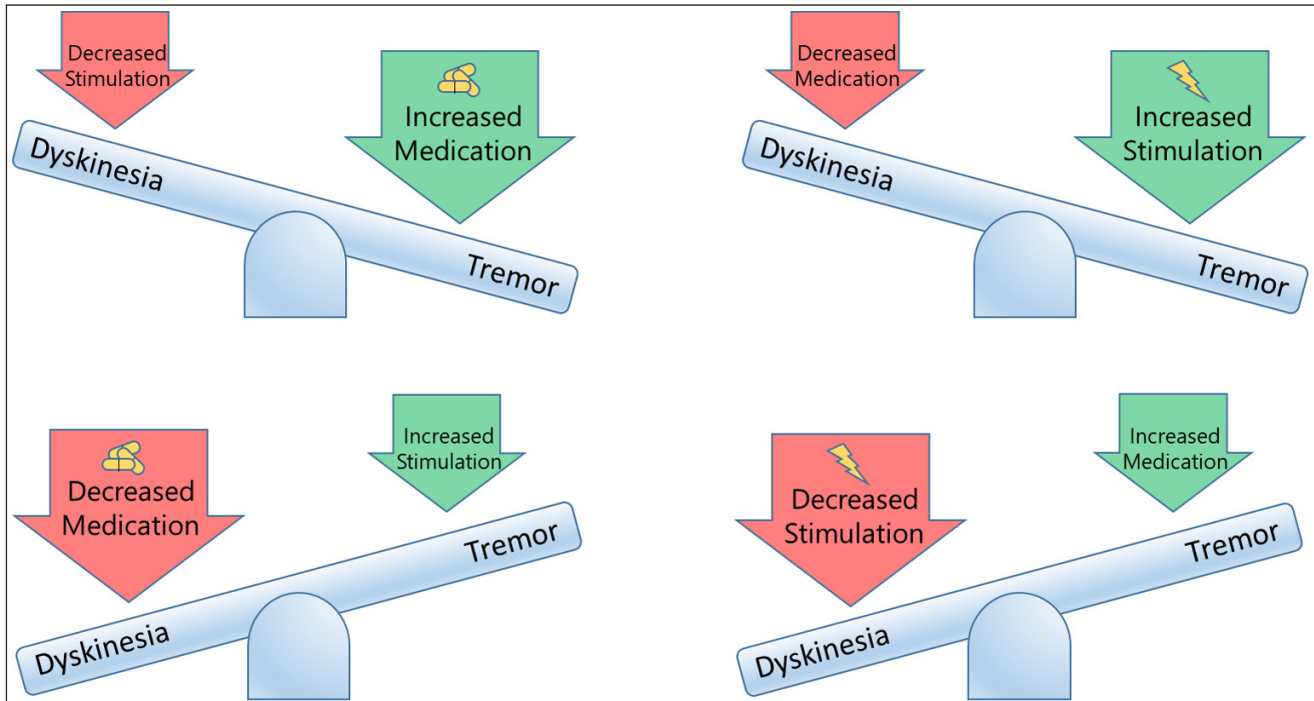 Decreased
Stimulation
Increased
Medication
Dyskinesia
Tremor
Decreased
Medication
Increased
Stimulation
Dyskinesia
Tremor
Decreased
Medication
Increased
Stimulation
Tremor
Dyskinesia
Decreased
Stimulation
Increased
Medication
Tremor
Dyskinesia